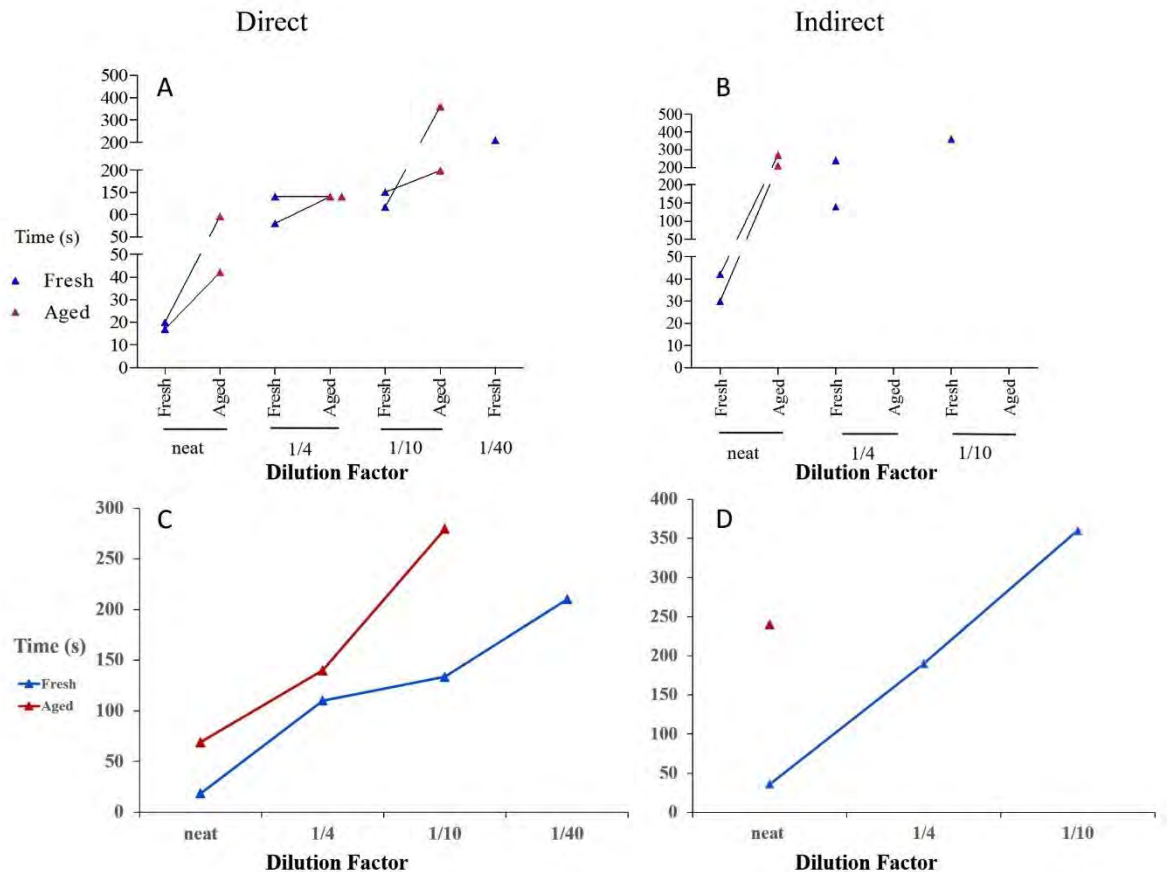 Direct
Indirect
A
500
400
300
200
200
150
00
50
50
40
30
20
10
0
Time (s)
Fresh
Aged
Fresh
Aged
Fresh
Aged
Fresh
Aged
Fresh
neat
1/4
1/10
1/40
Dilution Factor
B
500
400
300
200
200
150
100
50
50
40
30
20
10
0
Fresh
Aged
Fresh
Aged
Fresh
Aged
neat
1/4
1/10
Dilution Factor
C
300
250
200
150
100
50
0
Time (s)
Fresh
Aged
neat
1/4
1/10
1/40
Dilution Factor
D
400
350
300
250
200
150
100
50
0
neat
1/4
1/10
Dilution Factor